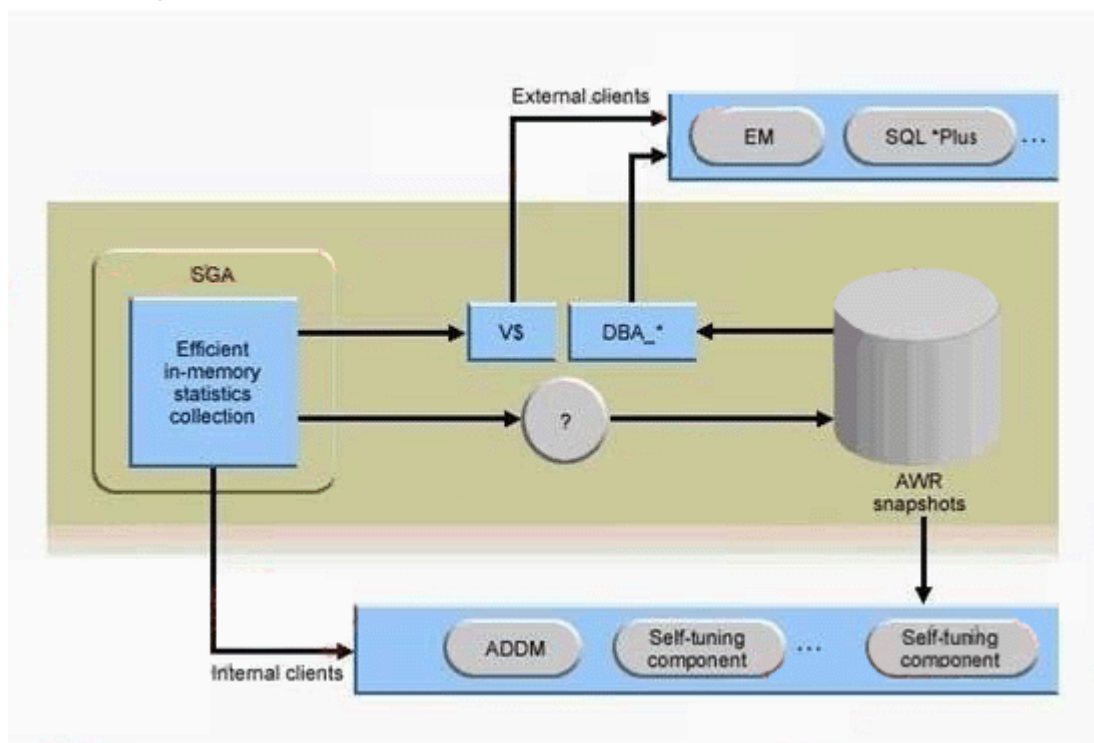 External clients
EM
SQL *Plus
...
SGA
Efficient
in-memory
statistics
collection
V$
DBA_*
?
AWR
snapshots
ADDM
Self-tuning
component
...
Self-tuning
component
Internal clients